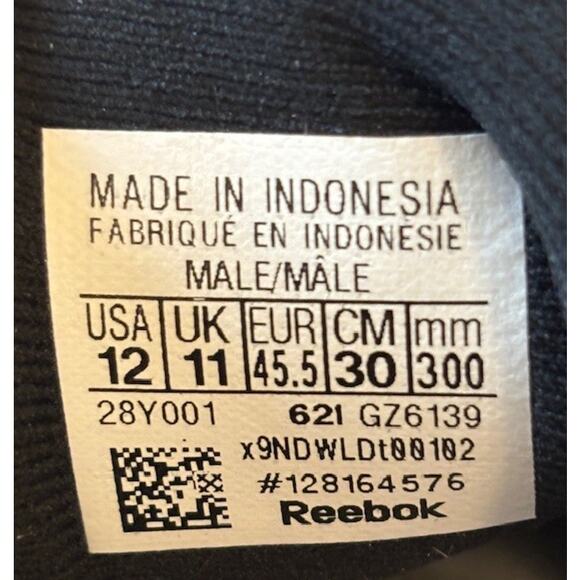 MADE IN INDONESIA
FABRIQUÉ EN INDONÉSIE
MALE/MÂLE
USA UK EUR CM mm
12 11 45.5 30 300
28Y001 62I GZ6139
x9NDWLDt00102
#128164576
Reebok